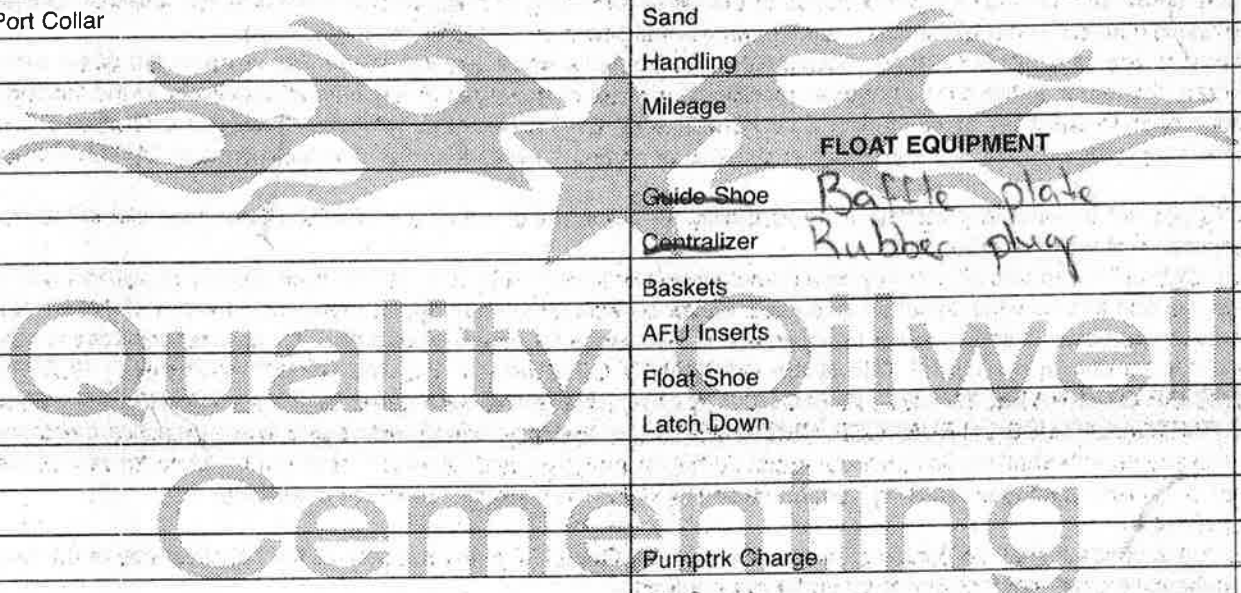 Port Collar
Sand
Handling
Mileage
FLOAT EQUIPMENT
Guide Shoe Baffle plate
Centralizer Rubber plug
Baskets
AFU Inserts
Float Shoe
Latch Down
Quality Oilwell
Cementing
Pumptrk Charge